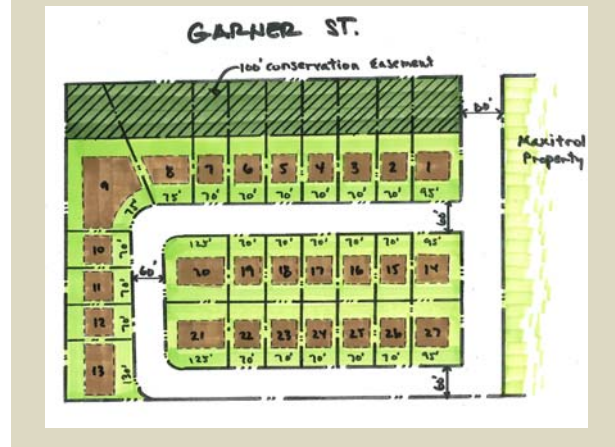 GARNER ST.
100' conservation Easement
60'
Maxitrol
Property
9 8 7 6 5 4 3 2 1
75' 75' 70' 70' 70' 70' 70' 70' 95'
10 70'
11 70'
12 70'
13 130'
60'
125' 70' 70' 70' 70' 70' 95'
20 19 18 17 16 15 14
21 22 23 24 25 26 27
125' 70' 70' 70' 70' 70' 95'